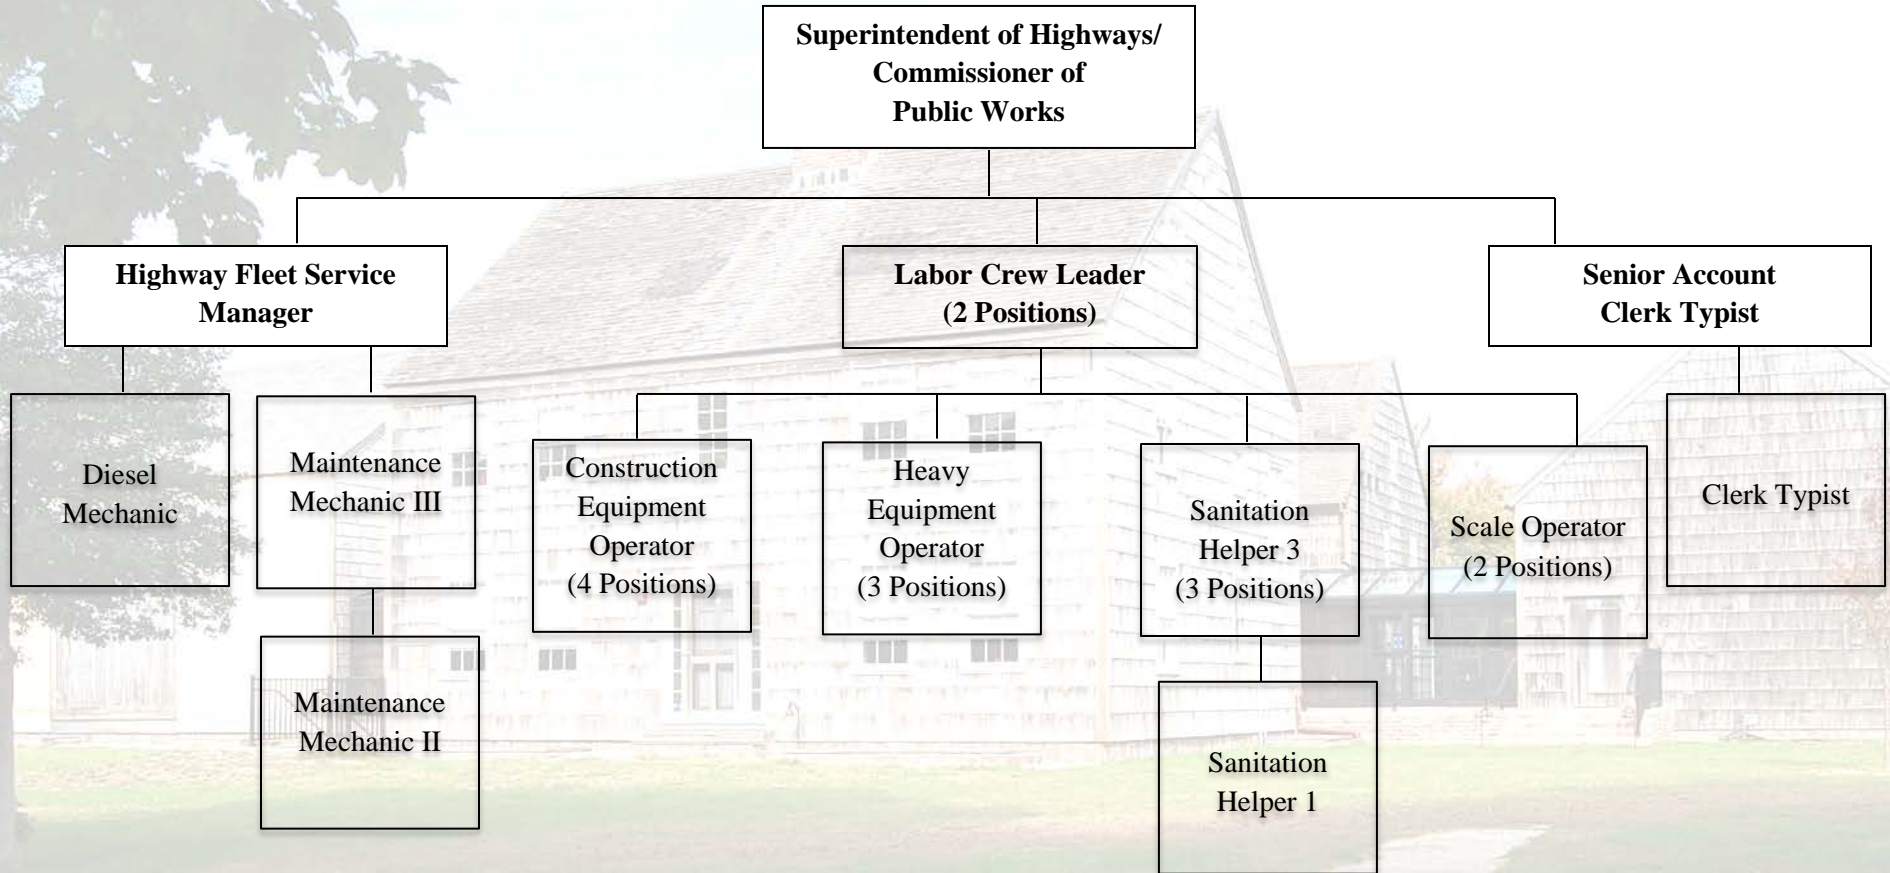 Superintendent of Highways/
Commissioner of
Public Works
Highway Fleet Service
Manager
Labor Crew Leader
(2 Positions)
Senior Account
Clerk Typist
Diesel
Mechanic
Maintenance
Mechanic III
Construction
Equipment
Operator
(4 Positions)
Heavy
Equipment
Operator
(3 Positions)
Sanitation
Helper 3
(3 Positions)
Scale Operator
(2 Positions)
Clerk Typist
Maintenance
Mechanic II
Sanitation
Helper 1